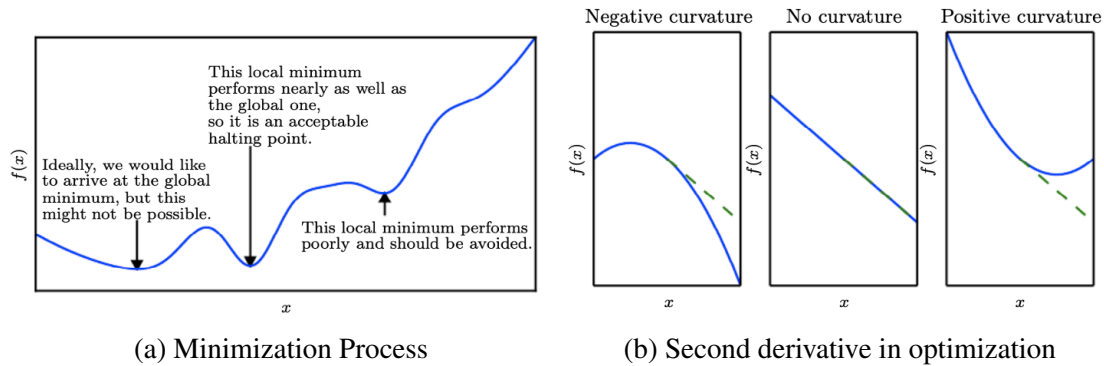 This local minimum
performs nearly as well as
the global one,
so it is an acceptable
halting point.
Ideally, we would like
to arrive at the global
minimum, but this
might not be possible.
This local minimum performs
poorly and should be avoided.
f(x)
x
(a) Minimization Process
Negative curvature
f(x)
x
No curvature
f(x)
x
Positive curvature
f(x)
x
(b) Second derivative in optimization